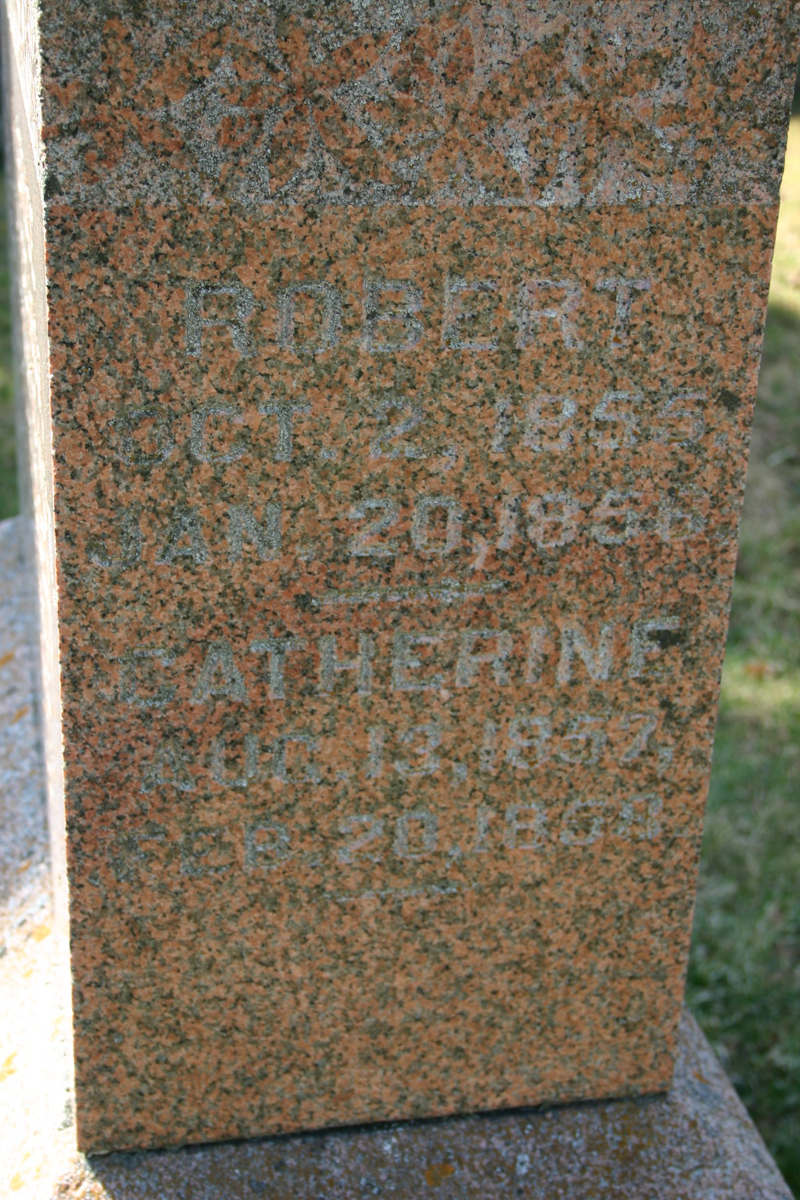 ROBERT
OCT. 2, 1855.
JAN. 20, 1856.
CATHERINE
AUG. 13, 1857,
FEB. 20, 1858.